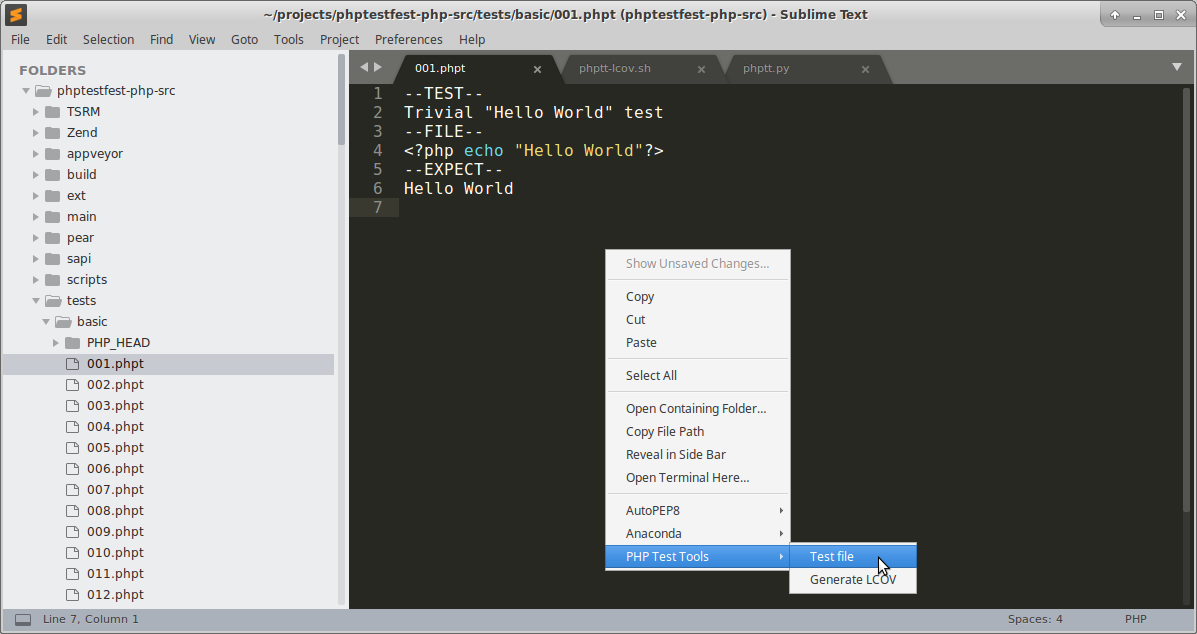 ~/projects/phptestfest-php-src/tests/basic/001.phpt (phptestfest-php-src) - Sublime Text
File Edit Selection Find View Goto Tools Project Preferences Help
FOLDERS
phptestfest-php-src
TSRM
Zend
appveyor
build
ext
main
pear
sapi
scripts
tests
basic
PHP_HEAD
001.phpt
002.phpt
003.phpt
004.phpt
005.phpt
006.phpt
007.phpt
008.phpt
009.phpt
010.phpt
011.phpt
012.phpt
001.phpt phptt-lcov.sh phptt.py
1 --TEST--
2 Trivial "Hello World" test
3 --FILE--
4 <?php echo "Hello World"?>
5 --EXPECT--
6 Hello World
7
Show Unsaved Changes...
Copy
Cut
Paste
Select All
Open Containing Folder...
Copy File Path
Reveal in Side Bar
Open Terminal Here...
AutoPEP8
Anaconda
PHP Test Tools
Test file
Generate LCOV
Line 7, Column 1 Spaces: 4 PHP